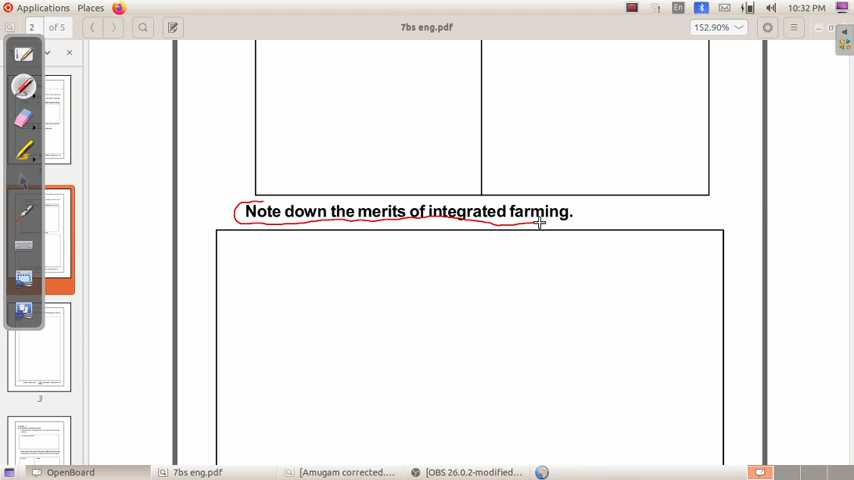 Applications Places En 10:32 PM
2 of 5 7bs eng.pdf 152.90%
Note down the merits of integrated farming.
3
OpenBoard 7bs eng.pdf [Amugam corrected.... [OBS 26.0.2-modified...